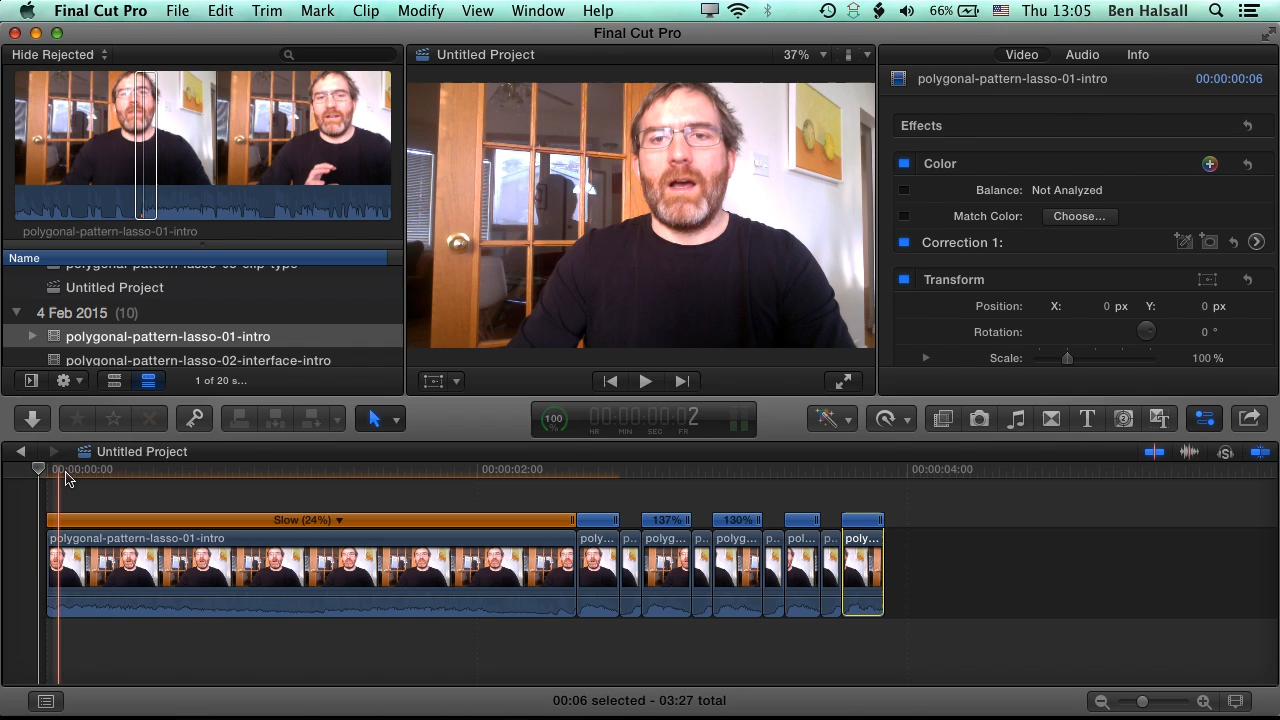 Final Cut Pro File Edit Trim Mark Clip Modify View Window Help 66% Thu 13:05 Ben Halsall
Final Cut Pro
Hide Rejected
polygonal-pattern-lasso-01-intro
Name
Untitled Project
4 Feb 2015 (10)
polygonal-pattern-lasso-01-intro
polygonal-pattern-lasso-02-interface-intro
1 of 20 s...
Untitled Project 37%
Video Audio Info
polygonal-pattern-lasso-01-intro 00:00:00:06
Effects
Color
Balance: Not Analyzed
Match Color: Choose...
Correction 1:
Transform
Position: X: 0 px Y: 0 px
Rotation: 0 °
Scale: 100 %
100 % 00:00:00:02
HR MIN SEC FR
Untitled Project
00:00:00:00 00:00:02:00 00:00:04:00
Slow (24%) 137% 130%
polygonal-pattern-lasso-01-intro poly... p... polyg... p... polyg... p... pol... p... poly...
00:06 selected - 03:27 total